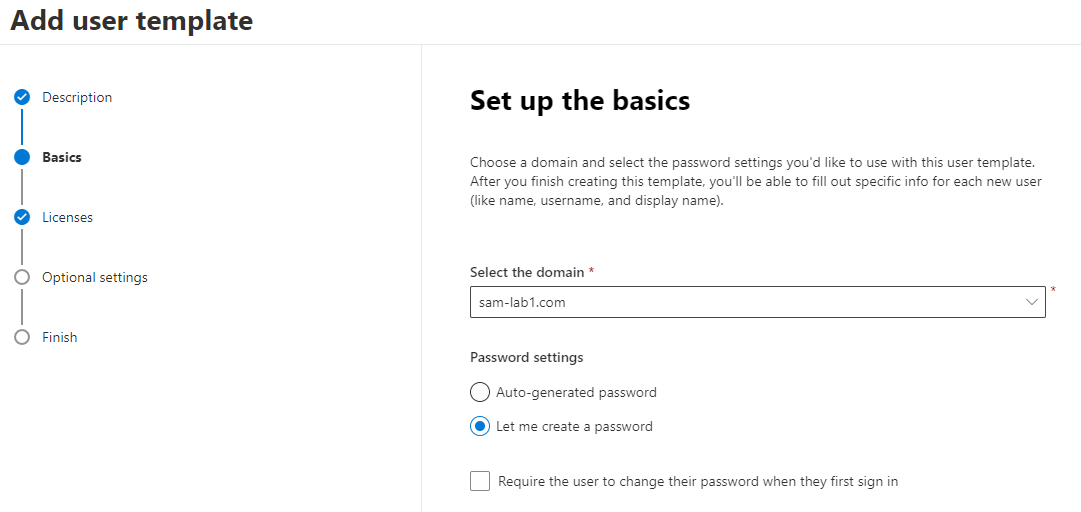 Add user template
Description
Basics
Licenses
Optional settings
Finish
Set up the basics
Choose a domain and select the password settings you'd like to use with this user template.
After you finish creating this template, you'll be able to fill out specific info for each new user
(like name, username, and display name).
Select the domain *
sam-lab1.com
*
Password settings
Auto-generated password
Let me create a password
Require the user to change their password when they first sign in